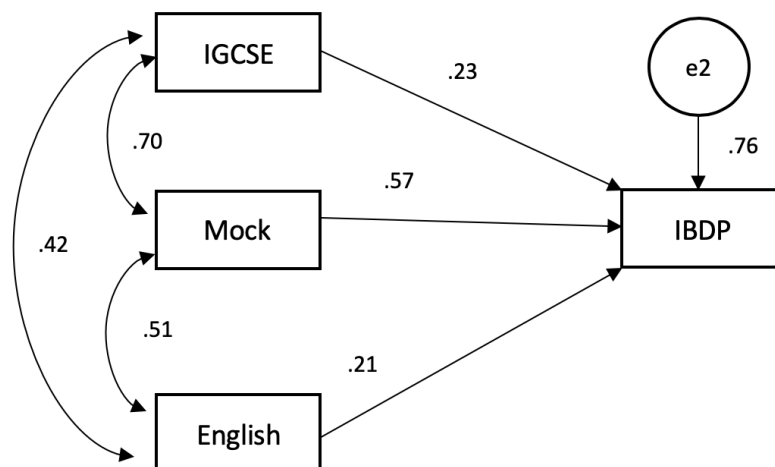 IGCSE
.23
e2
.76
.70
.57
Mock
IBDP
.42
.51
.21
English